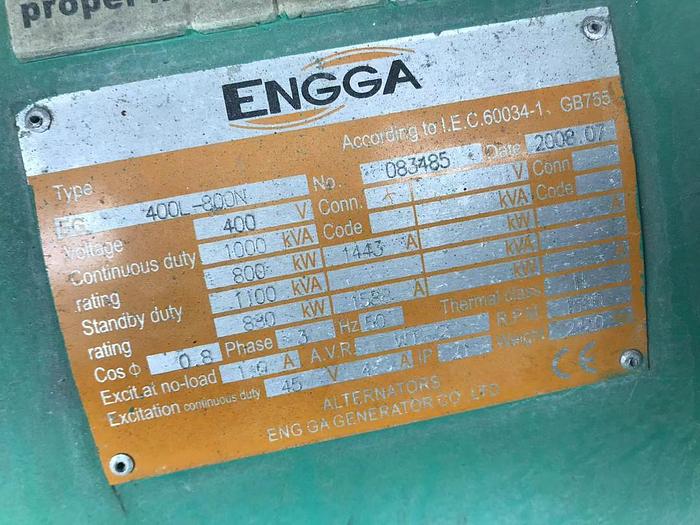 proper
ENGGA
According to I.E.C.60034-1、GB755
Type EG 400L-800N No. 083485 Date 2008.07
Voltage 400 V Conn. V Conn
Continuous duty 1000 KVA Code KVA Code
rating 800 KW 1443 A KW A
Standby duty 1100 KVA KVA
rating 880 KW 1588 A KW A
Cos Φ 0.8 Phase 3 Hz 50 Thermal class H
Excit.at no-load A A.V.R. R.P.M
Excitation continuous duty 45 V A IP Weight
ALTERNATORS
ENGGA GENERATOR CO. LTD
CE